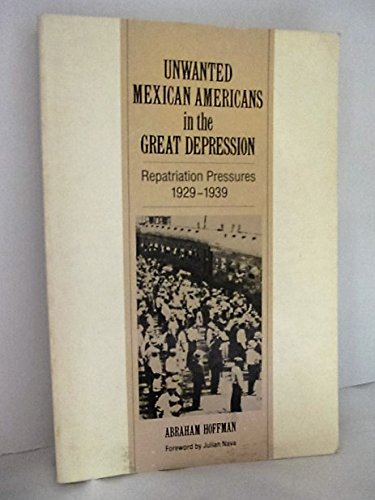 UNWANTED
MEXICAN AMERICANS
in the
GREAT DEPRESSION
Repatriation Pressures
1929–1939
ABRAHAM HOFFMAN
Foreword by Julian Nava